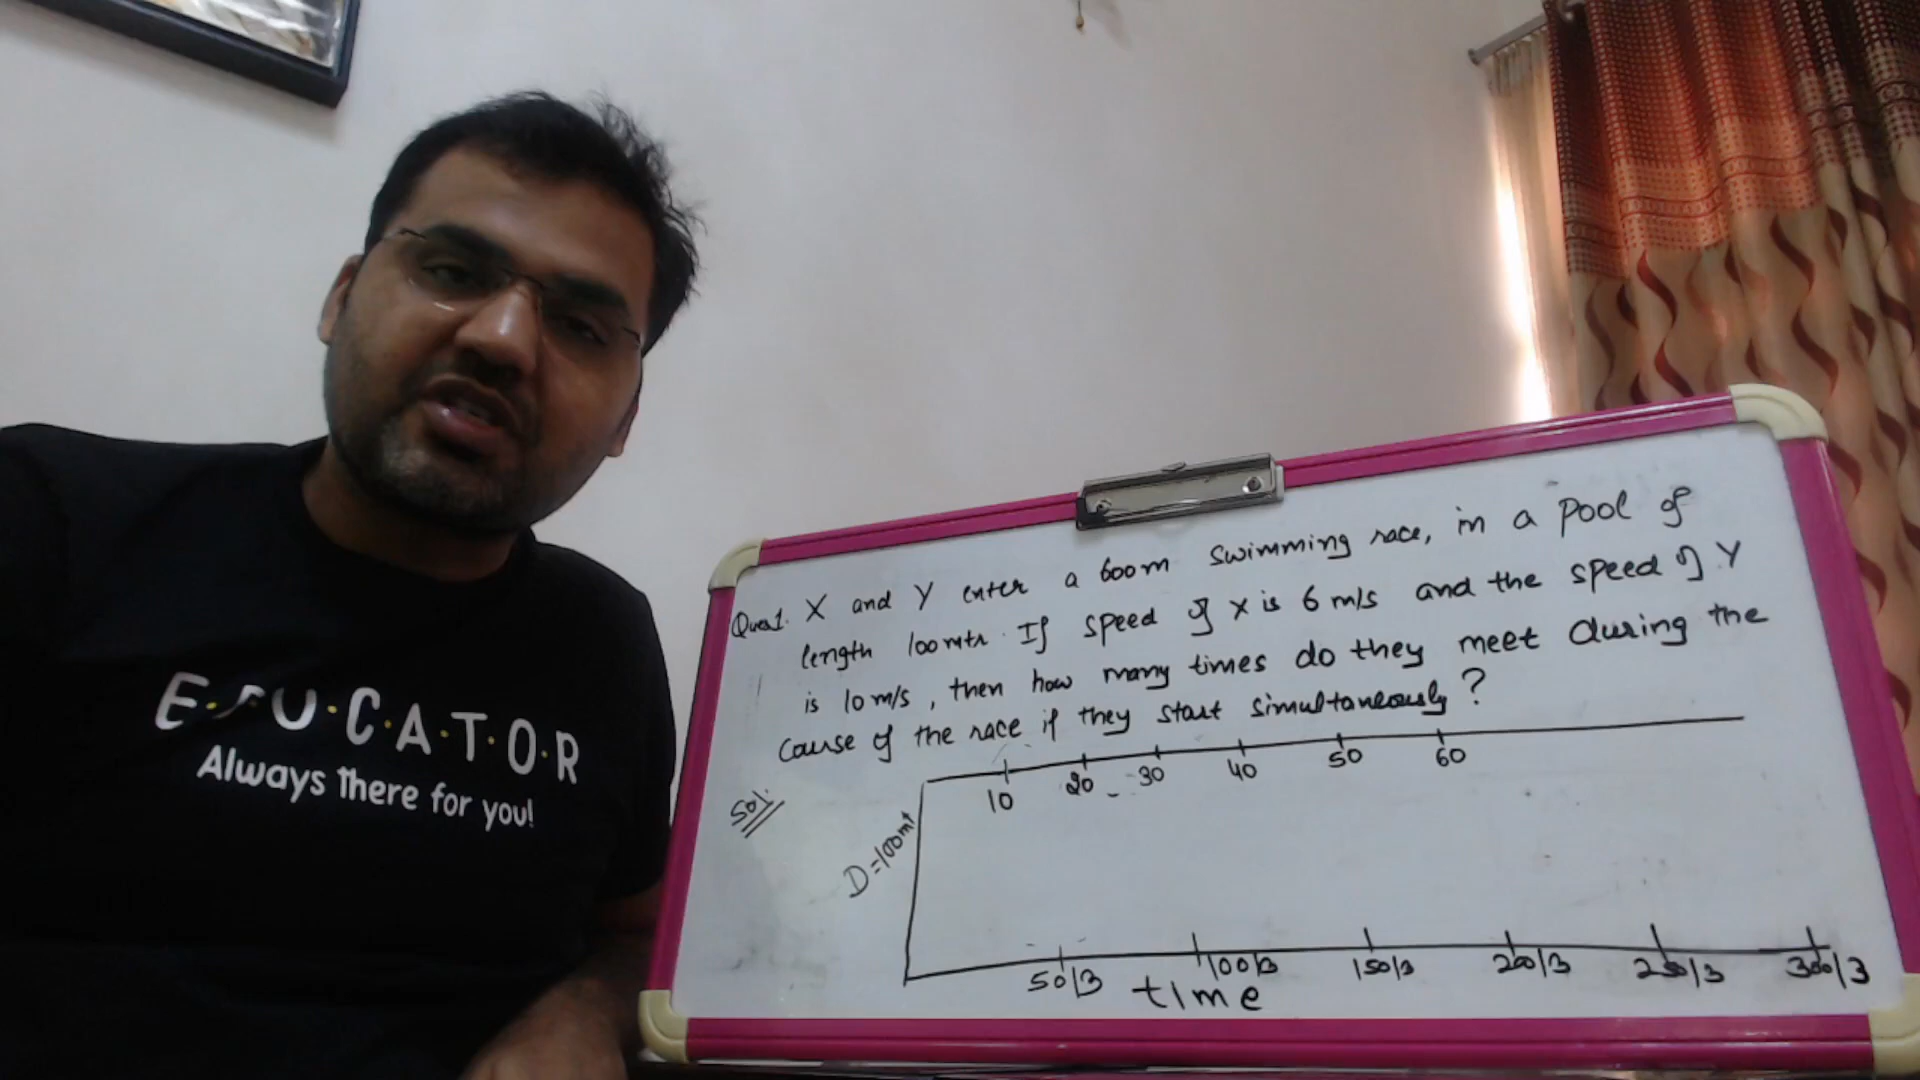 E·D·U·C·A·T·O·R
Always there for you!
Ques1. X and Y enter a 600m swimming race, in a pool of
length 100mtr. If speed of X is 6 m/s and the speed of Y
is 10 m/s, then how many times do they meet during the
cause of the race if they start simultaneously?
Sol:
10 20 30 40 50 60
D=100mt
50/3 100/3 150/3 200/3 250/3 300/3
time